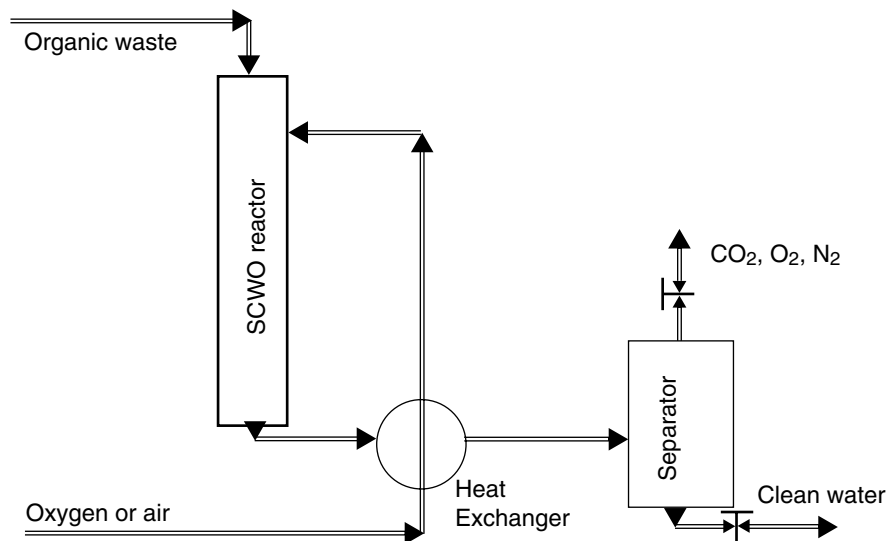 Organic waste
SCWO reactor
CO₂, O₂, N₂
Separator
Heat
Exchanger
Clean water
Oxygen or air